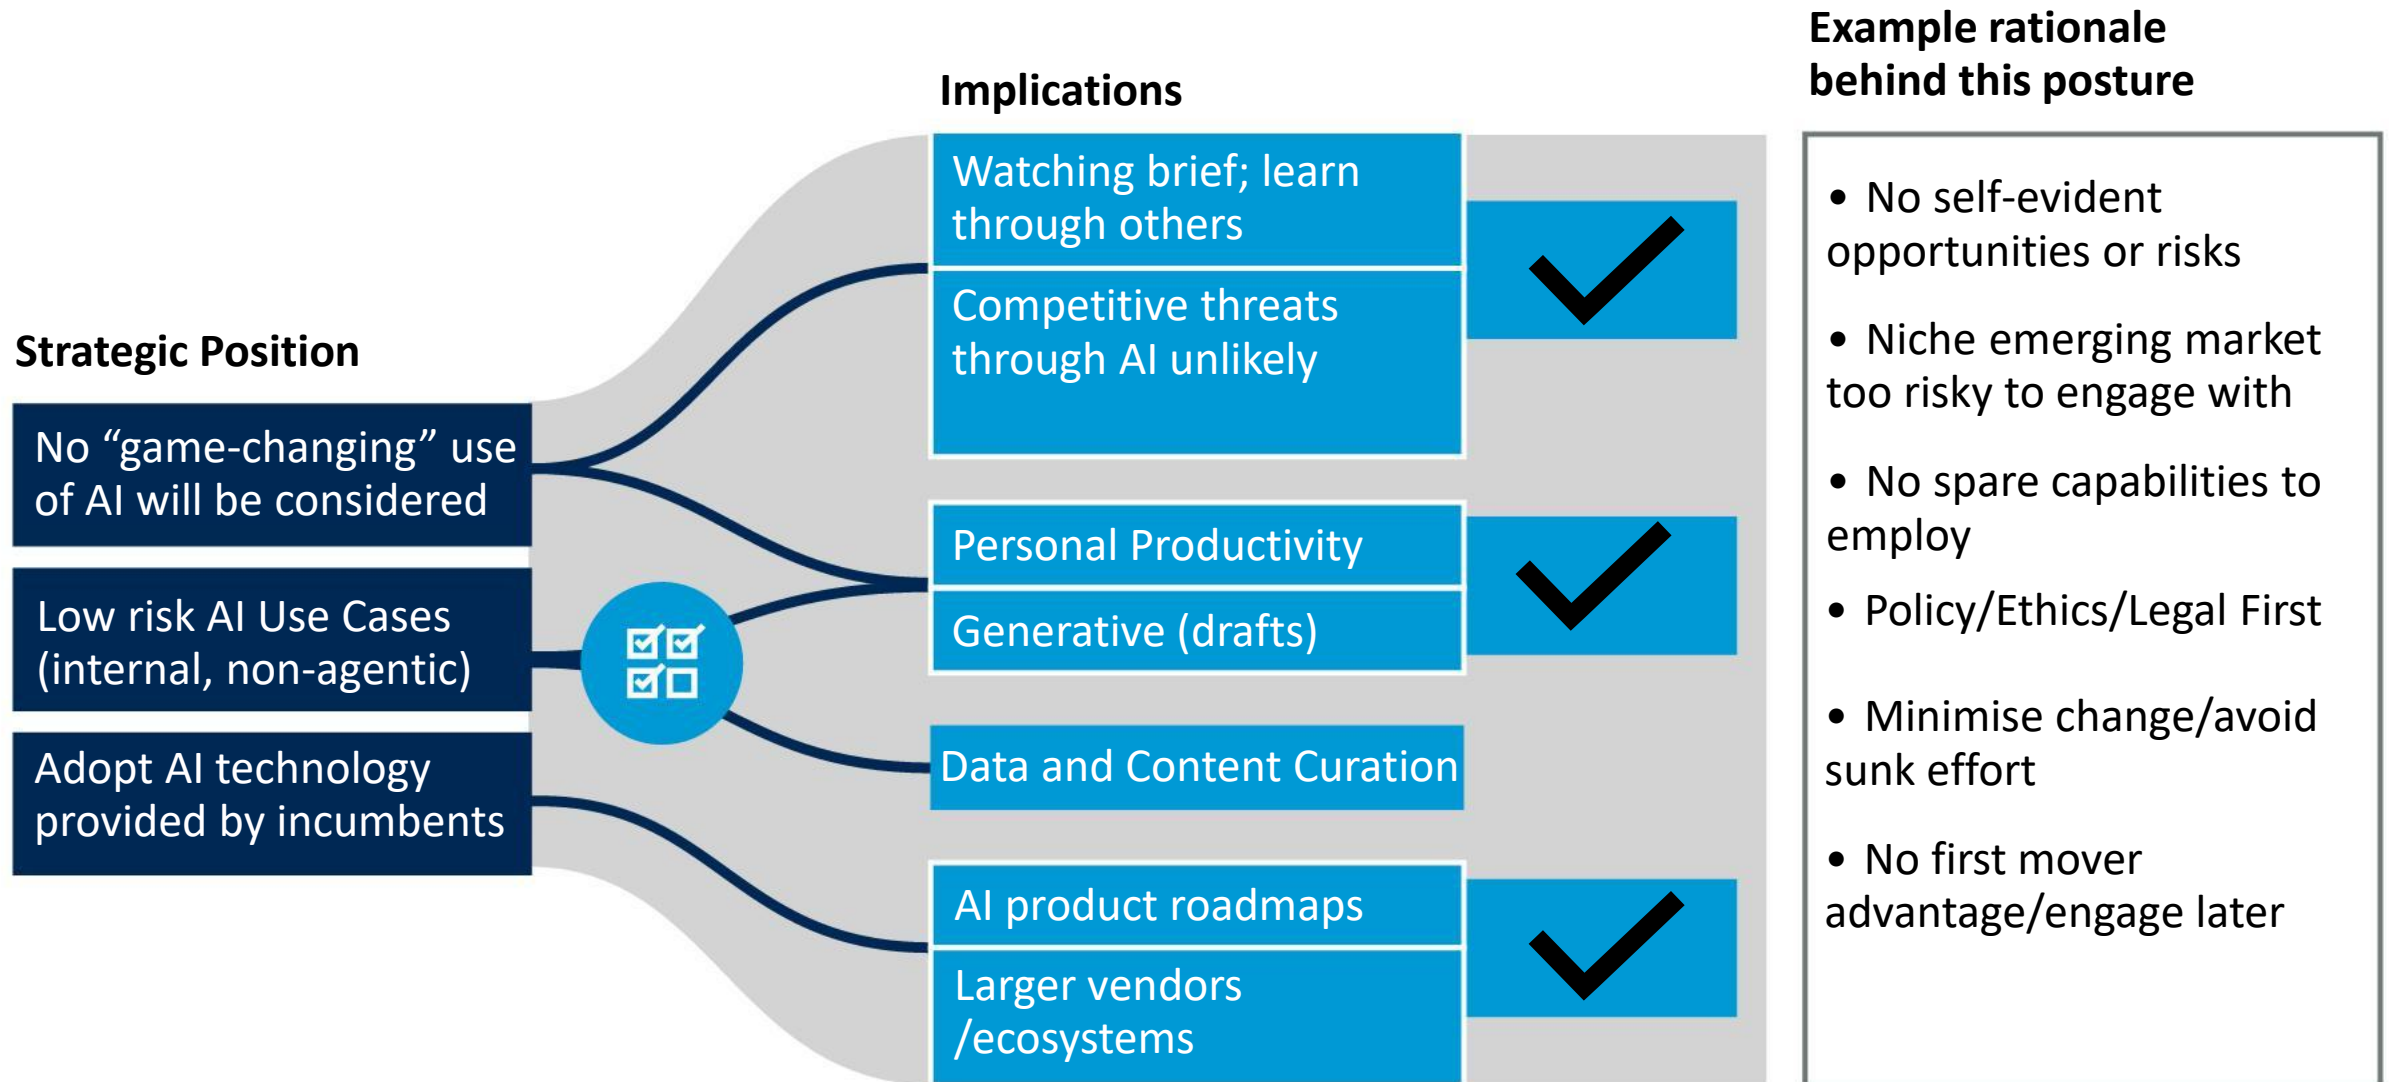 Strategic Position
No “game-changing” use
of AI will be considered
Low risk AI Use Cases
(internal, non-agentic)
Adopt AI technology
provided by incumbents
Implications
Watching brief; learn
through others
Competitive threats
through AI unlikely
Personal Productivity
Generative (drafts)
Data and Content Curation
AI product roadmaps
Larger vendors
/ecosystems
Example rationale
behind this posture
• No self-evident
opportunities or risks
• Niche emerging market
too risky to engage with
• No spare capabilities to
employ
• Policy/Ethics/Legal First
• Minimise change/avoid
sunk effort
• No first mover
advantage/engage later